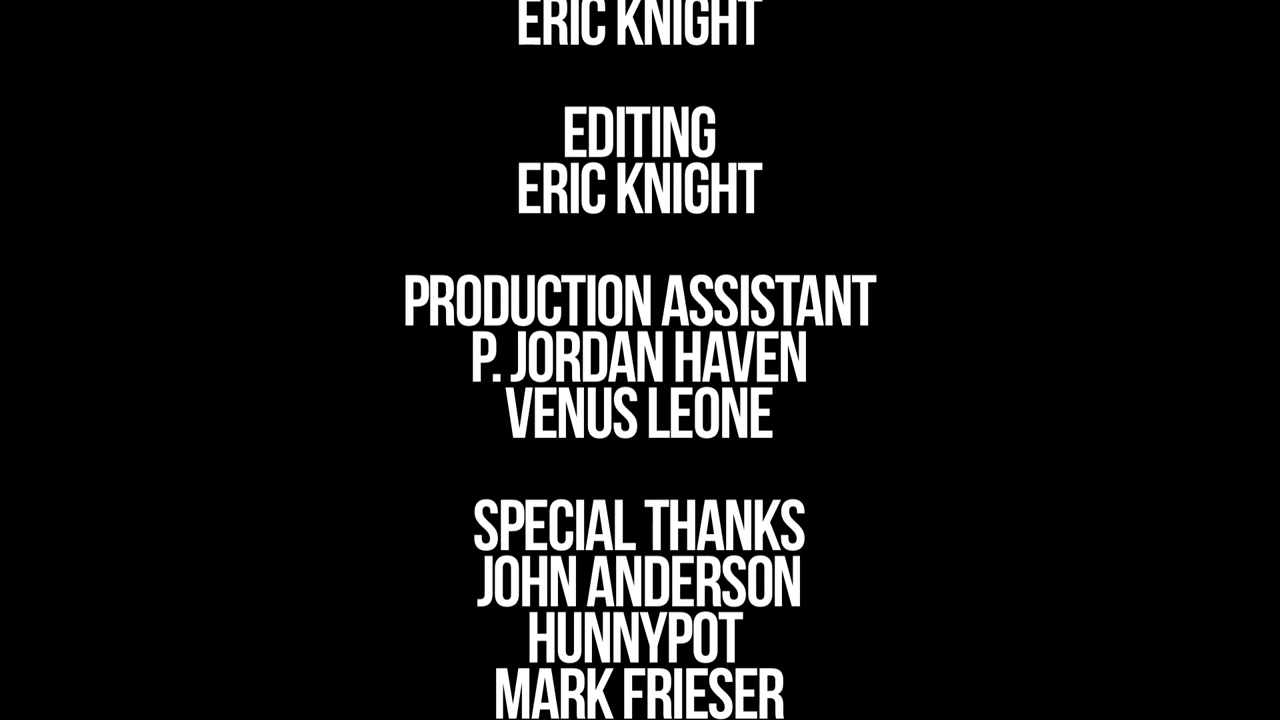 ERIC KNIGHT
EDITING
ERIC KNIGHT
PRODUCTION ASSISTANT
P. JORDAN HAVEN
VENUS LEONE
SPECIAL THANKS
JOHN ANDERSON
HUNNYPOT
MARK FRIESER